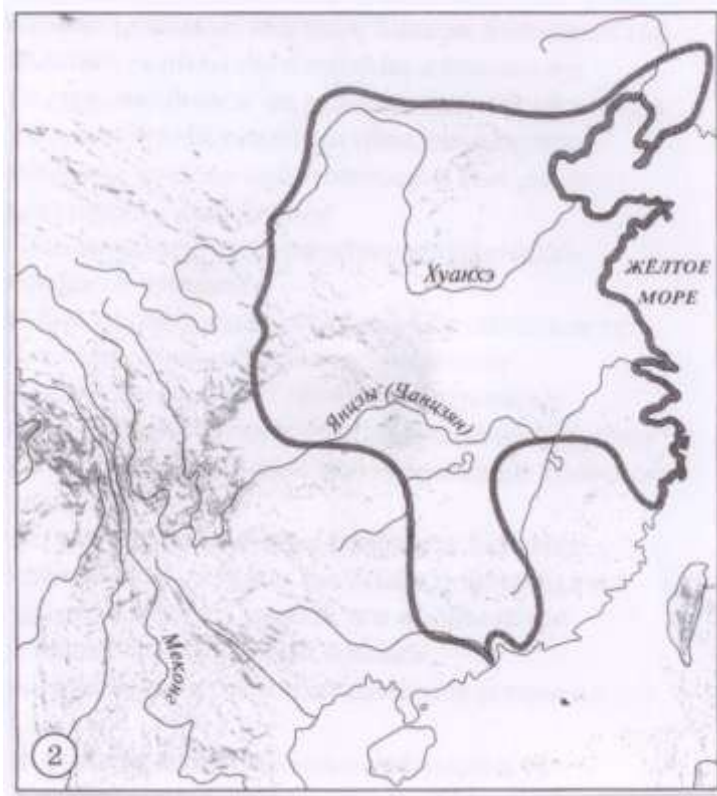 Хуанхэ
ЖЁЛТОЕ
МОРЕ
Янцзы (Чанцзян)
Меконг
2